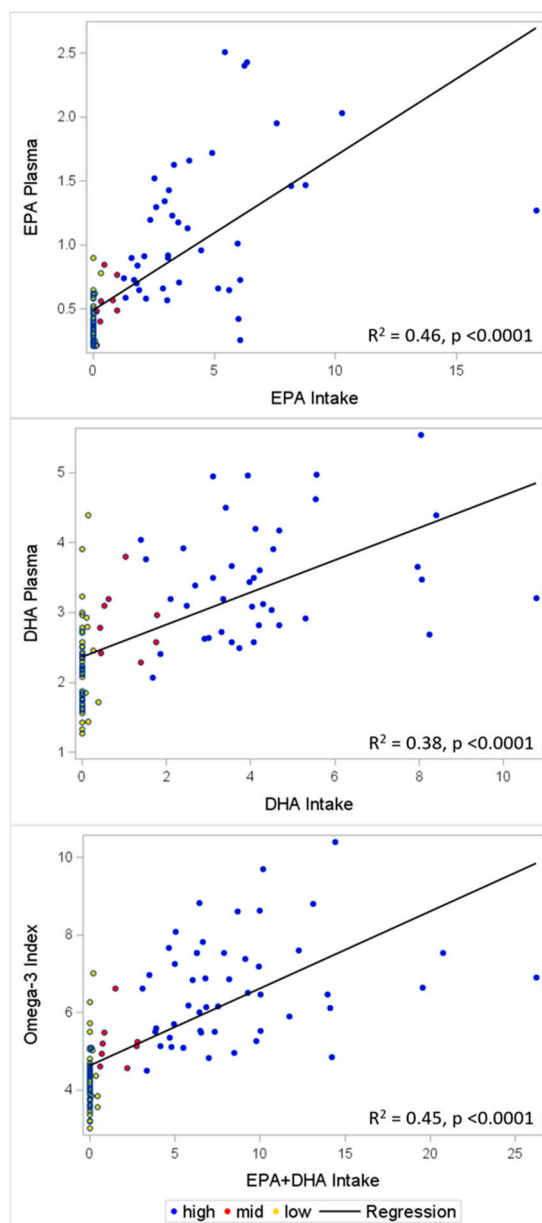 2.5
2.0
1.5
1.0
0.5
EPA Plasma
R² = 0.46, p <0.0001
0 5 10 15
EPA Intake
5
4
3
2
1
DHA Plasma
R² = 0.38, p <0.0001
0 2 4 6 8 10
DHA Intake
10
8
6
4
Omega-3 Index
R² = 0.45, p <0.0001
0 5 10 15 20 25
EPA+DHA Intake
high mid low Regression